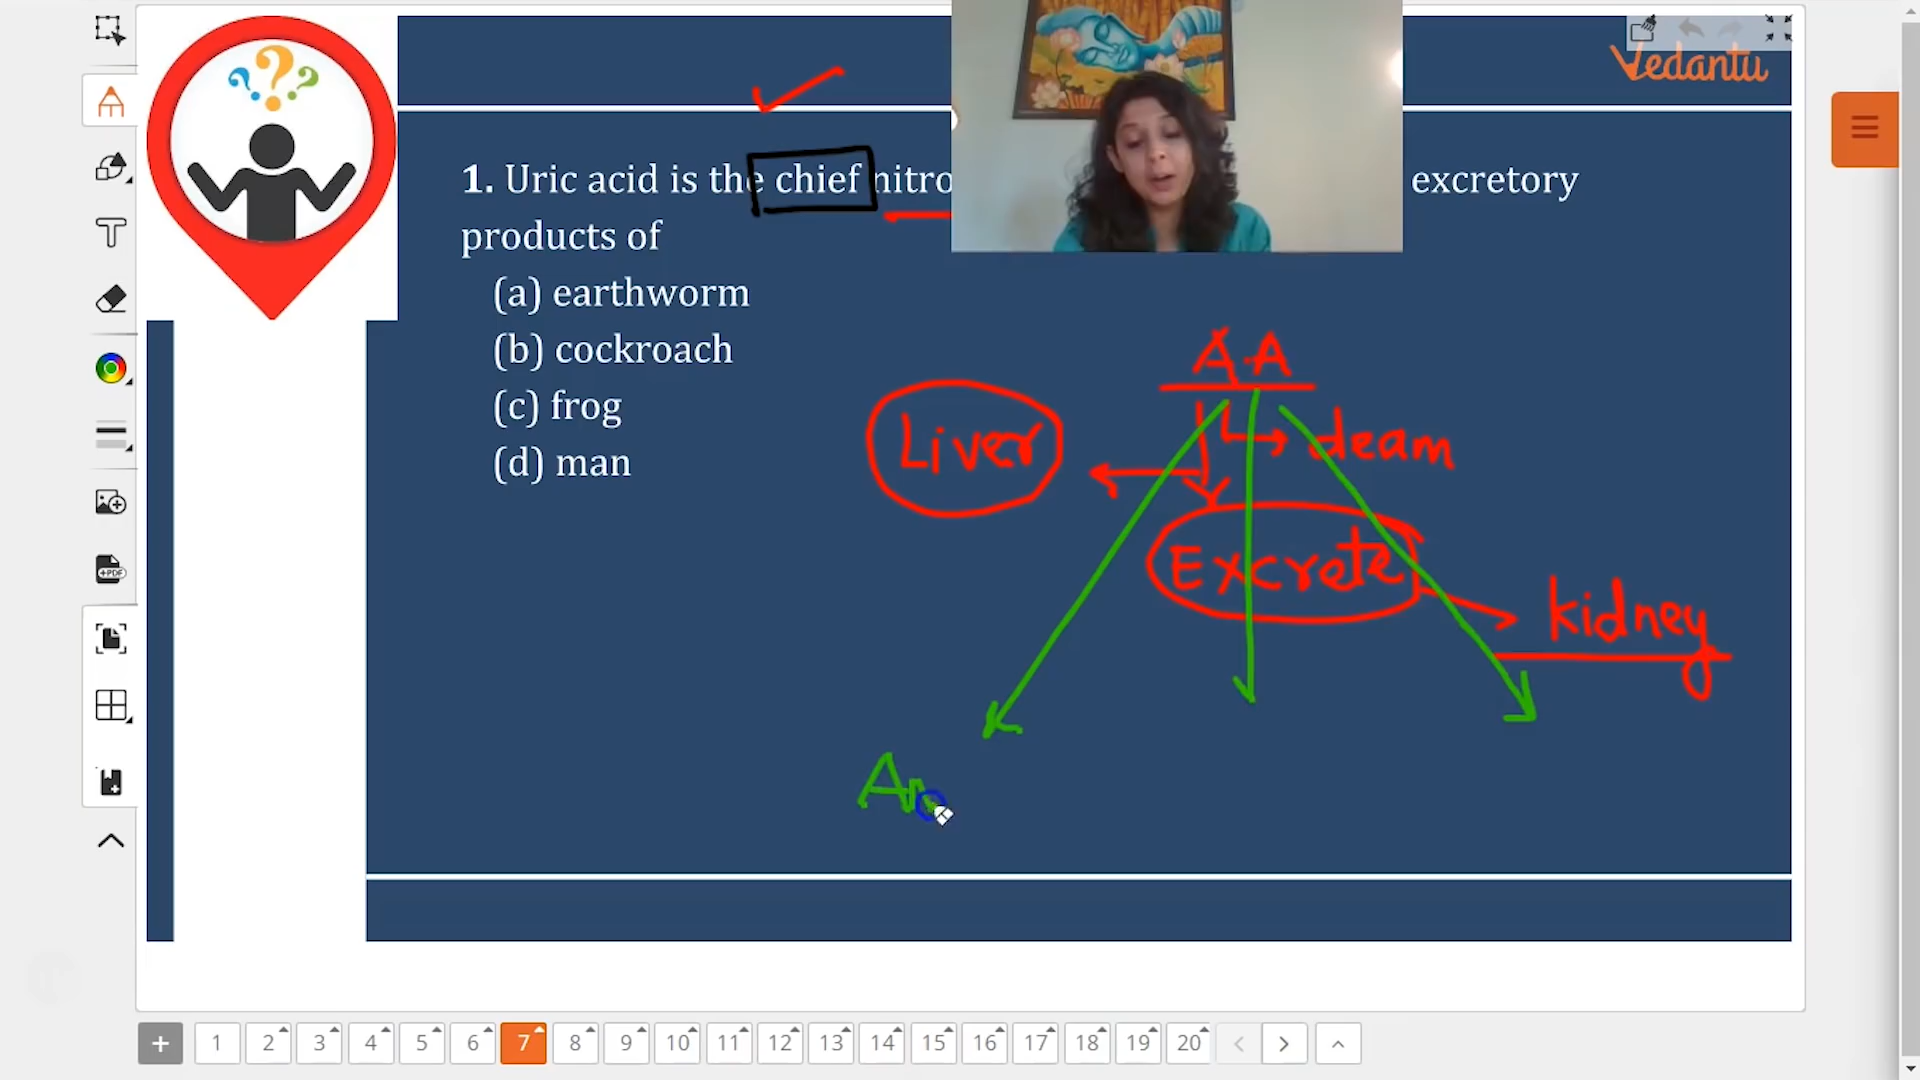 Vedantu
1. Uric acid is the chief nitro excretory
products of
(a) earthworm
(b) cockroach
(c) frog
(d) man
A.A
Liver
deam
Excrete
kidney
Am
T
+PDF
+ 1 2 3 4 5 6 7 8 9 10 11 12 13 14 15 16 17 18 19 20